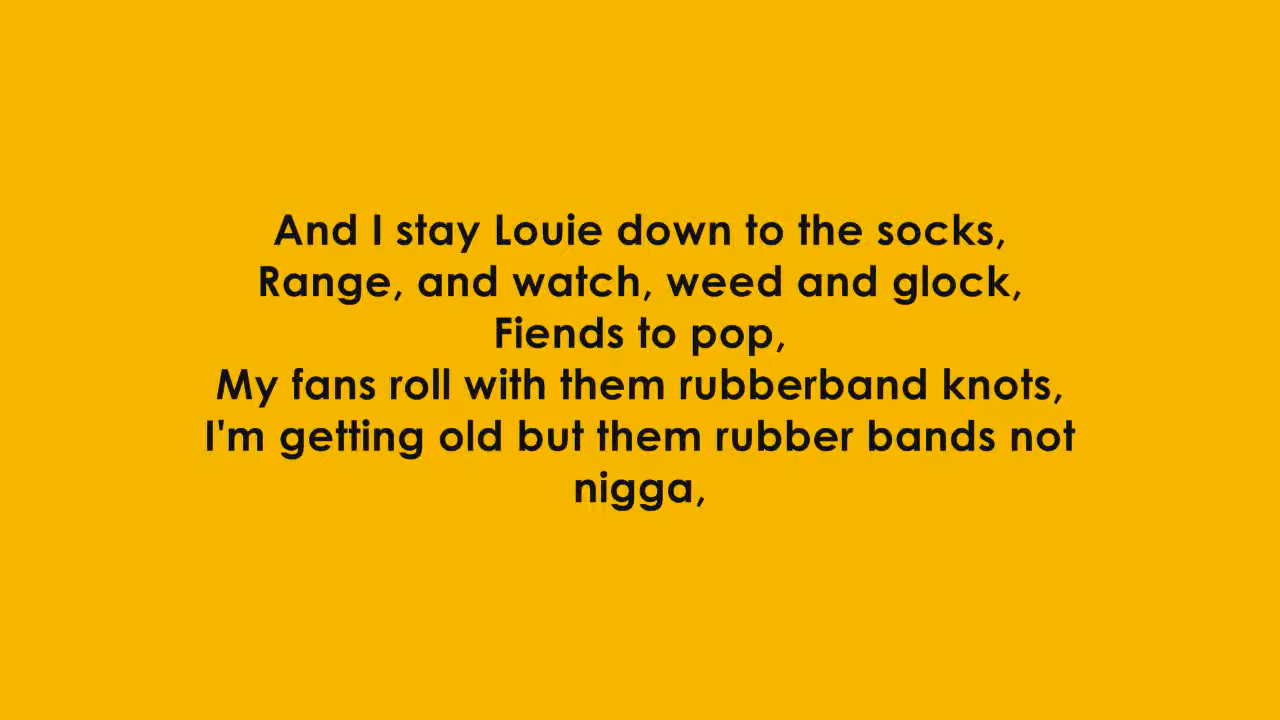 And I stay Louie down to the socks,
Range, and watch, weed and glock,
Fiends to pop,
My fans roll with them rubberband knots,
I'm getting old but them rubber bands not
nigga,